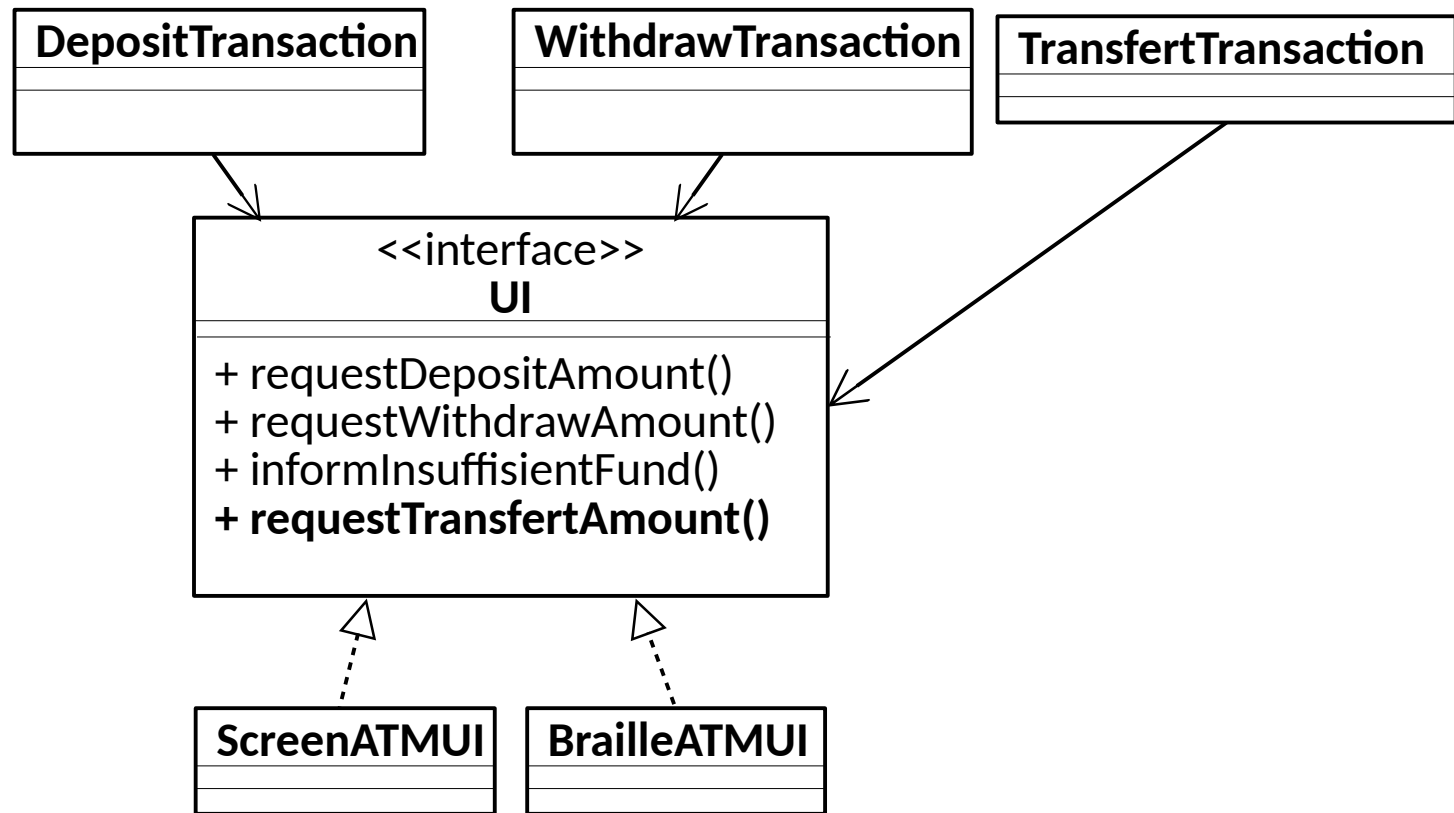 DepositTransaction
WithdrawTransaction
TransfertTransaction
<<interface>>
UI
+ requestDepositAmount()
+ requestWithdrawAmount()
+ informInsuffisientFund()
+ requestTransfertAmount()
ScreenATMUI
BrailleATMUI